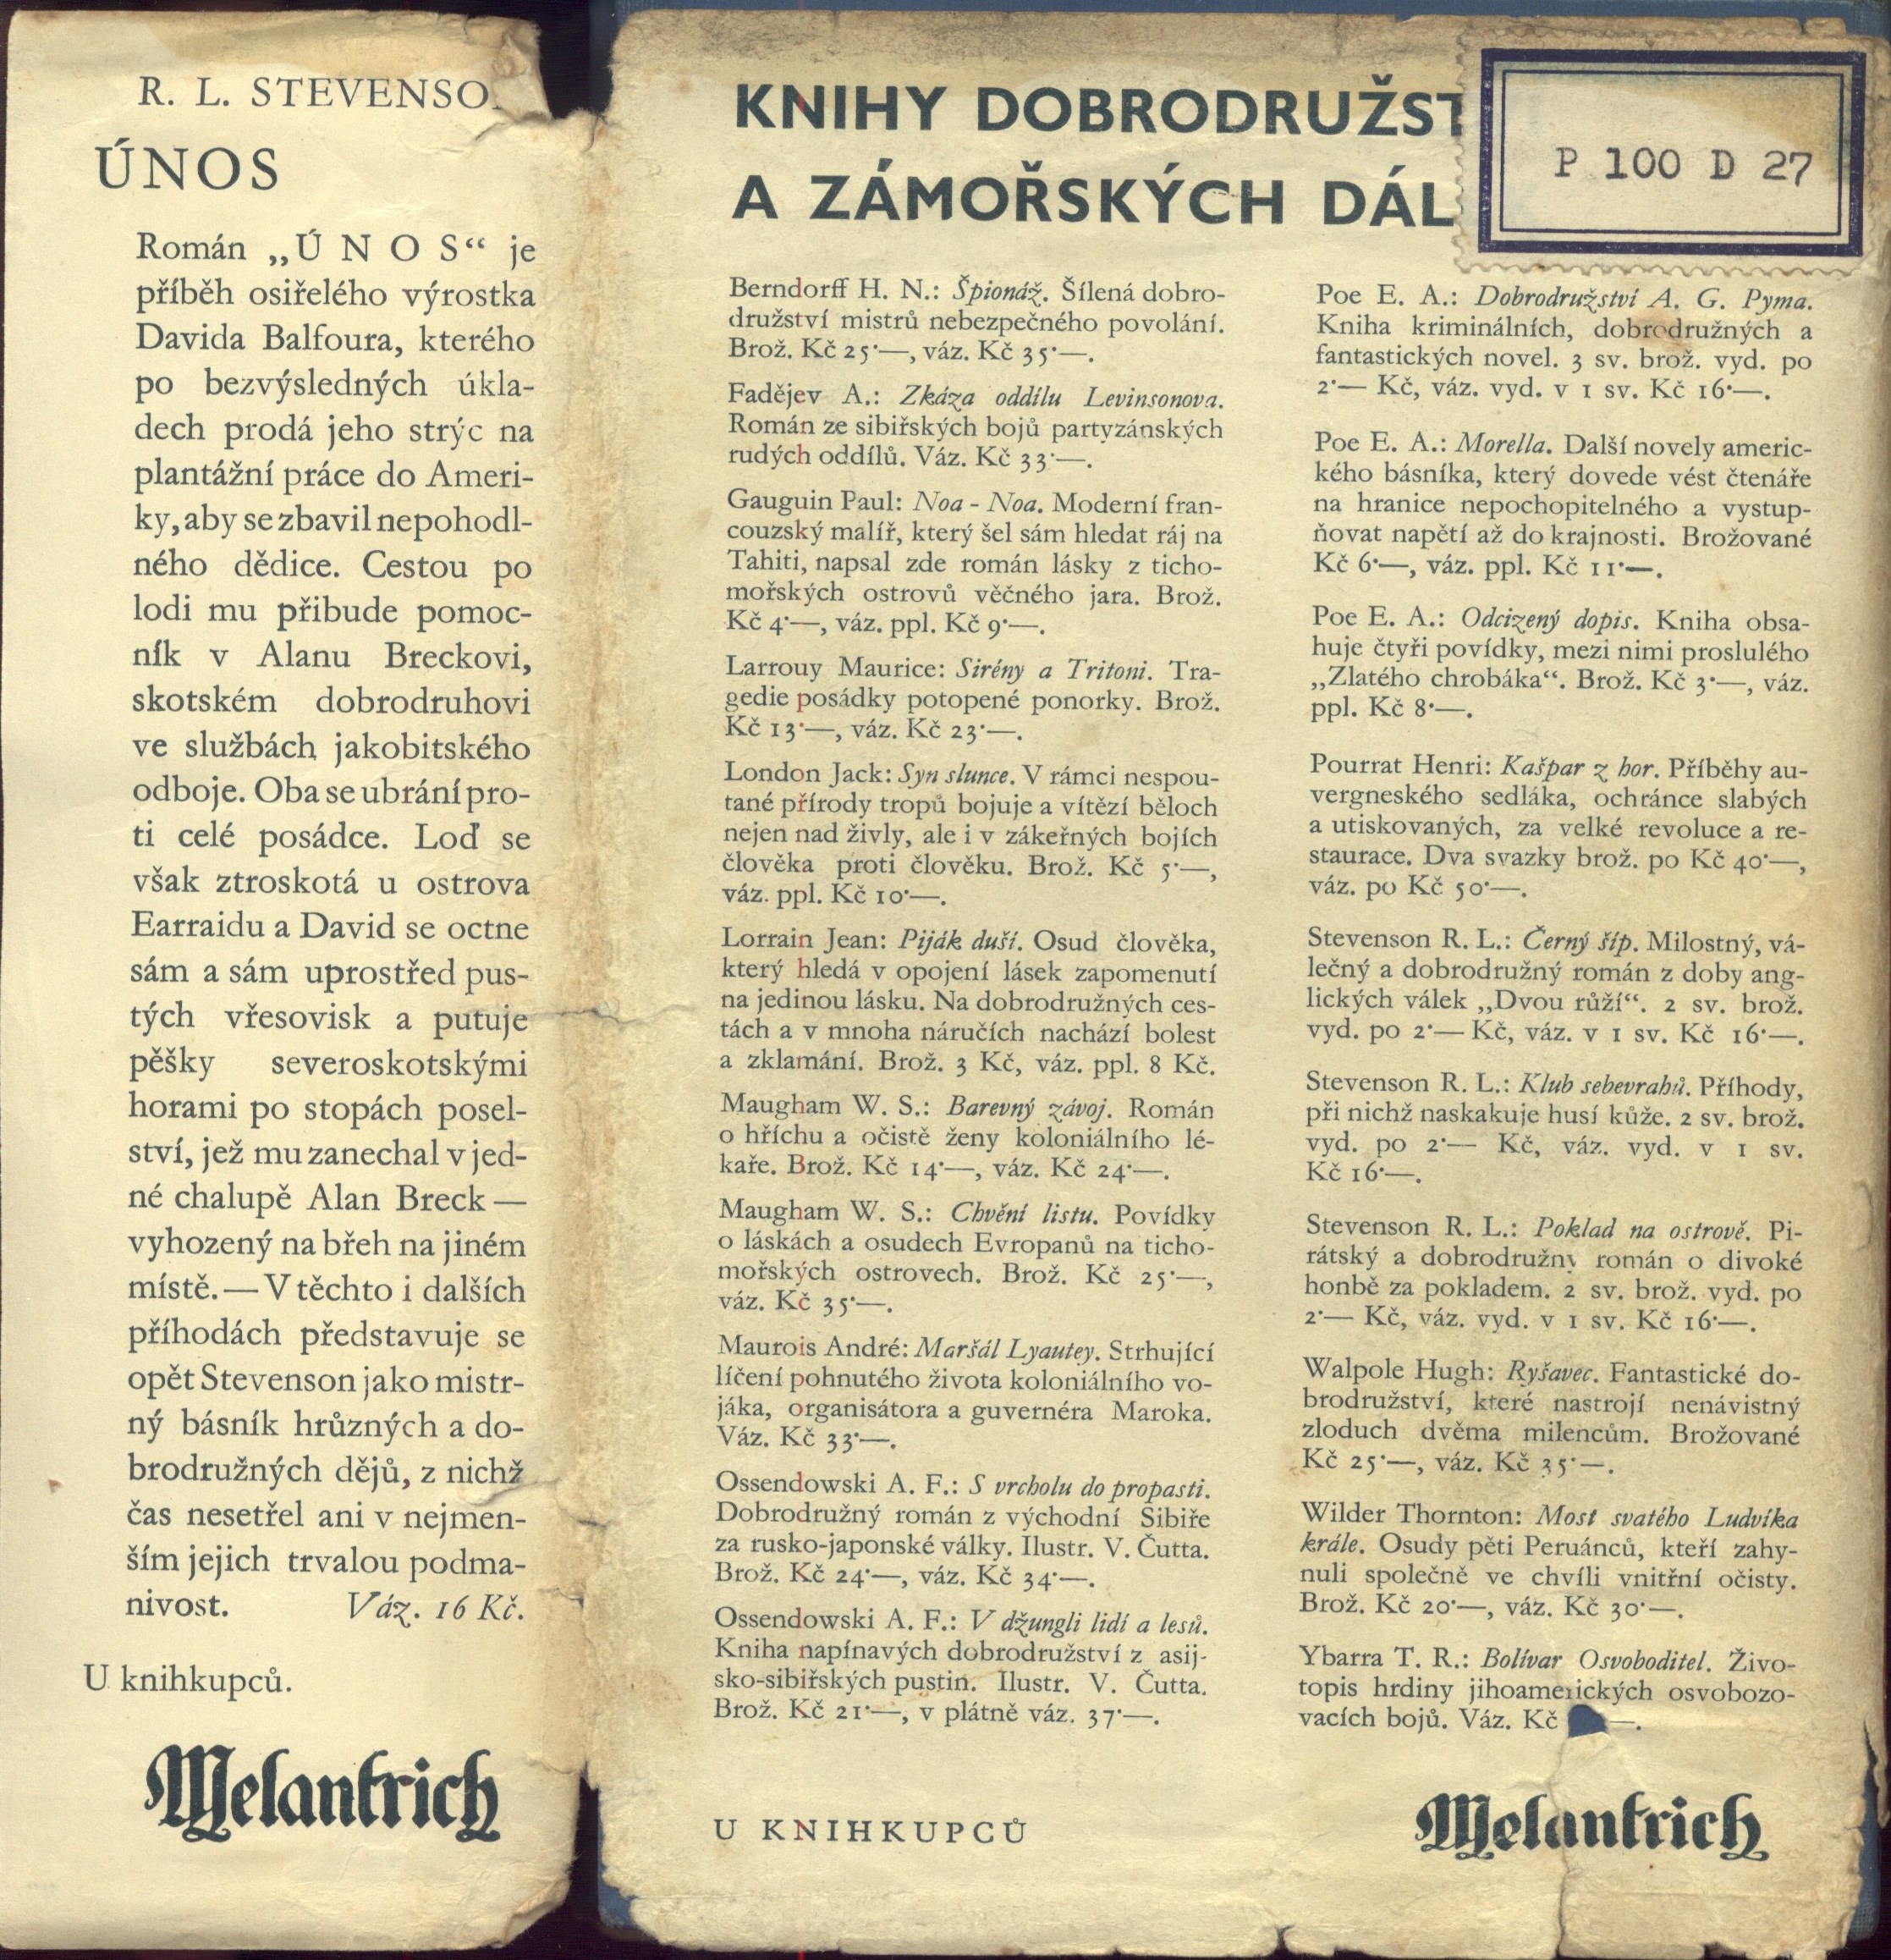 R. L. STEVENSO
ÚNOS
Román „Ú N O S“ je
příběh osiřelého výrostka
Davida Balfoura, kterého
po bezvýsledných úkla-
dech prodá jeho strýc na
plantážní práce do Ameri-
ky, aby se zbavil nepohodl-
ného dědice. Cestou po
lodi mu přibude pomoc-
ník v Alanu Breckovi,
skotském dobrodruhovi
ve službách jakobitského
odboje. Oba se ubrání pro-
ti celé posádce. Loď se
však ztroskotá u ostrova
Earraidu a David se octne
sám a sám uprostřed pus-
tých vřesovisk a putuje
pěšky severoskotskými
horami po stopách posel-
ství, jež mu zanechal v jed-
né chalupě Alan Breck —
vyhozený na břeh na jiném
místě. — V těchto i dalších
příhodách představuje se
opět Stevenson jako mistr-
ný básník hrůzných a do-
brodružných dějů, z nichž
čas nesetřel ani v nejmen-
ším jejich trvalou podma-
nivost. Váz. 16 Kč.
U knihkupců.
Melantrich
KNIHY DOBRODRUŽST
A ZÁMOŘSKÝCH DÁL
P 100 D 27
Berndorff H. N.: Špionáž. Šílená dobro-
družství mistrů nebezpečného povolání.
Brož. Kč 25·—, váz. Kč 35·—.
Fadějev A.: Zkáza oddílu Levinsonova.
Román ze sibiřských bojů partyzánských
rudých oddílů. Váz. Kč 33·—.
Gauguin Paul: Noa - Noa. Moderní fran-
couzský malíř, který šel sám hledat ráj na
Tahiti, napsal zde román lásky z ticho-
mořských ostrovů věčného jara. Brož.
Kč 4·—, váz. ppl. Kč 9·—.
Larrouy Maurice: Sirény a Tritoni. Tra-
gedie posádky potopené ponorky. Brož.
Kč 13·—, váz. Kč 23·—.
London Jack: Syn slunce. V rámci nespou-
tané přírody tropů bojuje a vítězí běloch
nejen nad živly, ale i v zákeřných bojích
člověka proti člověku. Brož. Kč 5·—,
váz. ppl. Kč 10·—.
Lorrain Jean: Piják duší. Osud člověka,
který hledá v opojení lásek zapomenutí
na jedinou lásku. Na dobrodružných ces-
tách a v mnoha náručích nachází bolest
a zklamání. Brož. 3 Kč, váz. ppl. 8 Kč.
Maugham W. S.: Barevný závoj. Román
o hříchu a očistě ženy koloniálního lé-
kaře. Brož. Kč 14·—, váz. Kč 24·—.
Maugham W. S.: Chvění listu. Povídky
o láskách a osudech Evropanů na ticho-
mořských ostrovech. Brož. Kč 25·—,
váz. Kč 35·—.
Maurois André: Maršál Lyautey. Strhující
líčení pohnutého života koloniálního vo-
jáka, organisátora a guvernéra Maroka.
Váz. Kč 33·—.
Ossendowski A. F.: S vrcholu do propasti.
Dobrodružný román z východní Sibiře
za rusko-japonské války. Ilustr. V. Čutta.
Brož. Kč 24·—, váz. Kč 34·—.
Ossendowski A. F.: V džungli lidí a lesů.
Kniha napínavých dobrodružství z asij-
sko-sibiřských pustin. Ilustr. V. Čutta.
Brož. Kč 21·—, v plátně váz. 37·—.
U KNIHKUPCŮ
Poe E. A.: Dobrodružství A. G. Pyma.
Kniha kriminálních, dobrodružných a
fantastických novel. 3 sv. brož. vyd. po
2·— Kč, váz. vyd. v 1 sv. Kč 16·—.
Poe E. A.: Morella. Další novely americ-
kého básníka, který dovede vést čtenáře
na hranice nepochopitelného a vystup-
ňovat napětí až do krajnosti. Brožované
Kč 6·—, váz. ppl. Kč 11·—.
Poe E. A.: Odcizený dopis. Kniha obsa-
huje čtyři povídky, mezi nimi proslulého
„Zlatého chrobáka“. Brož. Kč 3·—, váz.
ppl. Kč 8·—.
Pourrat Henri: Kašpar z hor. Příběhy au-
vergneského sedláka, ochránce slabých
a utiskovaných, za velké revoluce a re-
staurace. Dva svazky brož. po Kč 40·—,
váz. po Kč 50·—.
Stevenson R. L.: Černý šíp. Milostný, vá-
lečný a dobrodružný román z doby ang-
lických válek „Dvou růží“. 2 sv. brož.
vyd. po 2·— Kč, váz. v 1 sv. Kč 16·—.
Stevenson R. L.: Klub sebevrahů. Příhody,
při nichž naskakuje husí kůže. 2 sv. brož.
vyd. po 2·— Kč, váz. vyd. v 1 sv.
Kč 16·—.
Stevenson R. L.: Poklad na ostrově. Pi-
rátský a dobrodružný román o divoké
honbě za pokladem. 2 sv. brož. vyd. po
2·— Kč, váz. vyd. v 1 sv. Kč 16·—.
Walpole Hugh: Ryšavec. Fantastické do-
brodružství, které nastrojí nenávistný
zloduch dvěma milencům. Brožované
Kč 25·—, váz. Kč 35·—.
Wilder Thornton: Most svatého Ludvíka
krále. Osudy pěti Peruánců, kteří zahy-
nuli společně ve chvíli vnitřní očisty.
Brož. Kč 20·—, váz. Kč 30·—.
Ybarra T. R.: Bolívar Osvoboditel. Živo-
topis hrdiny jihoamerických osvobozo-
vacích bojů. Váz. Kč —.
Melantrich